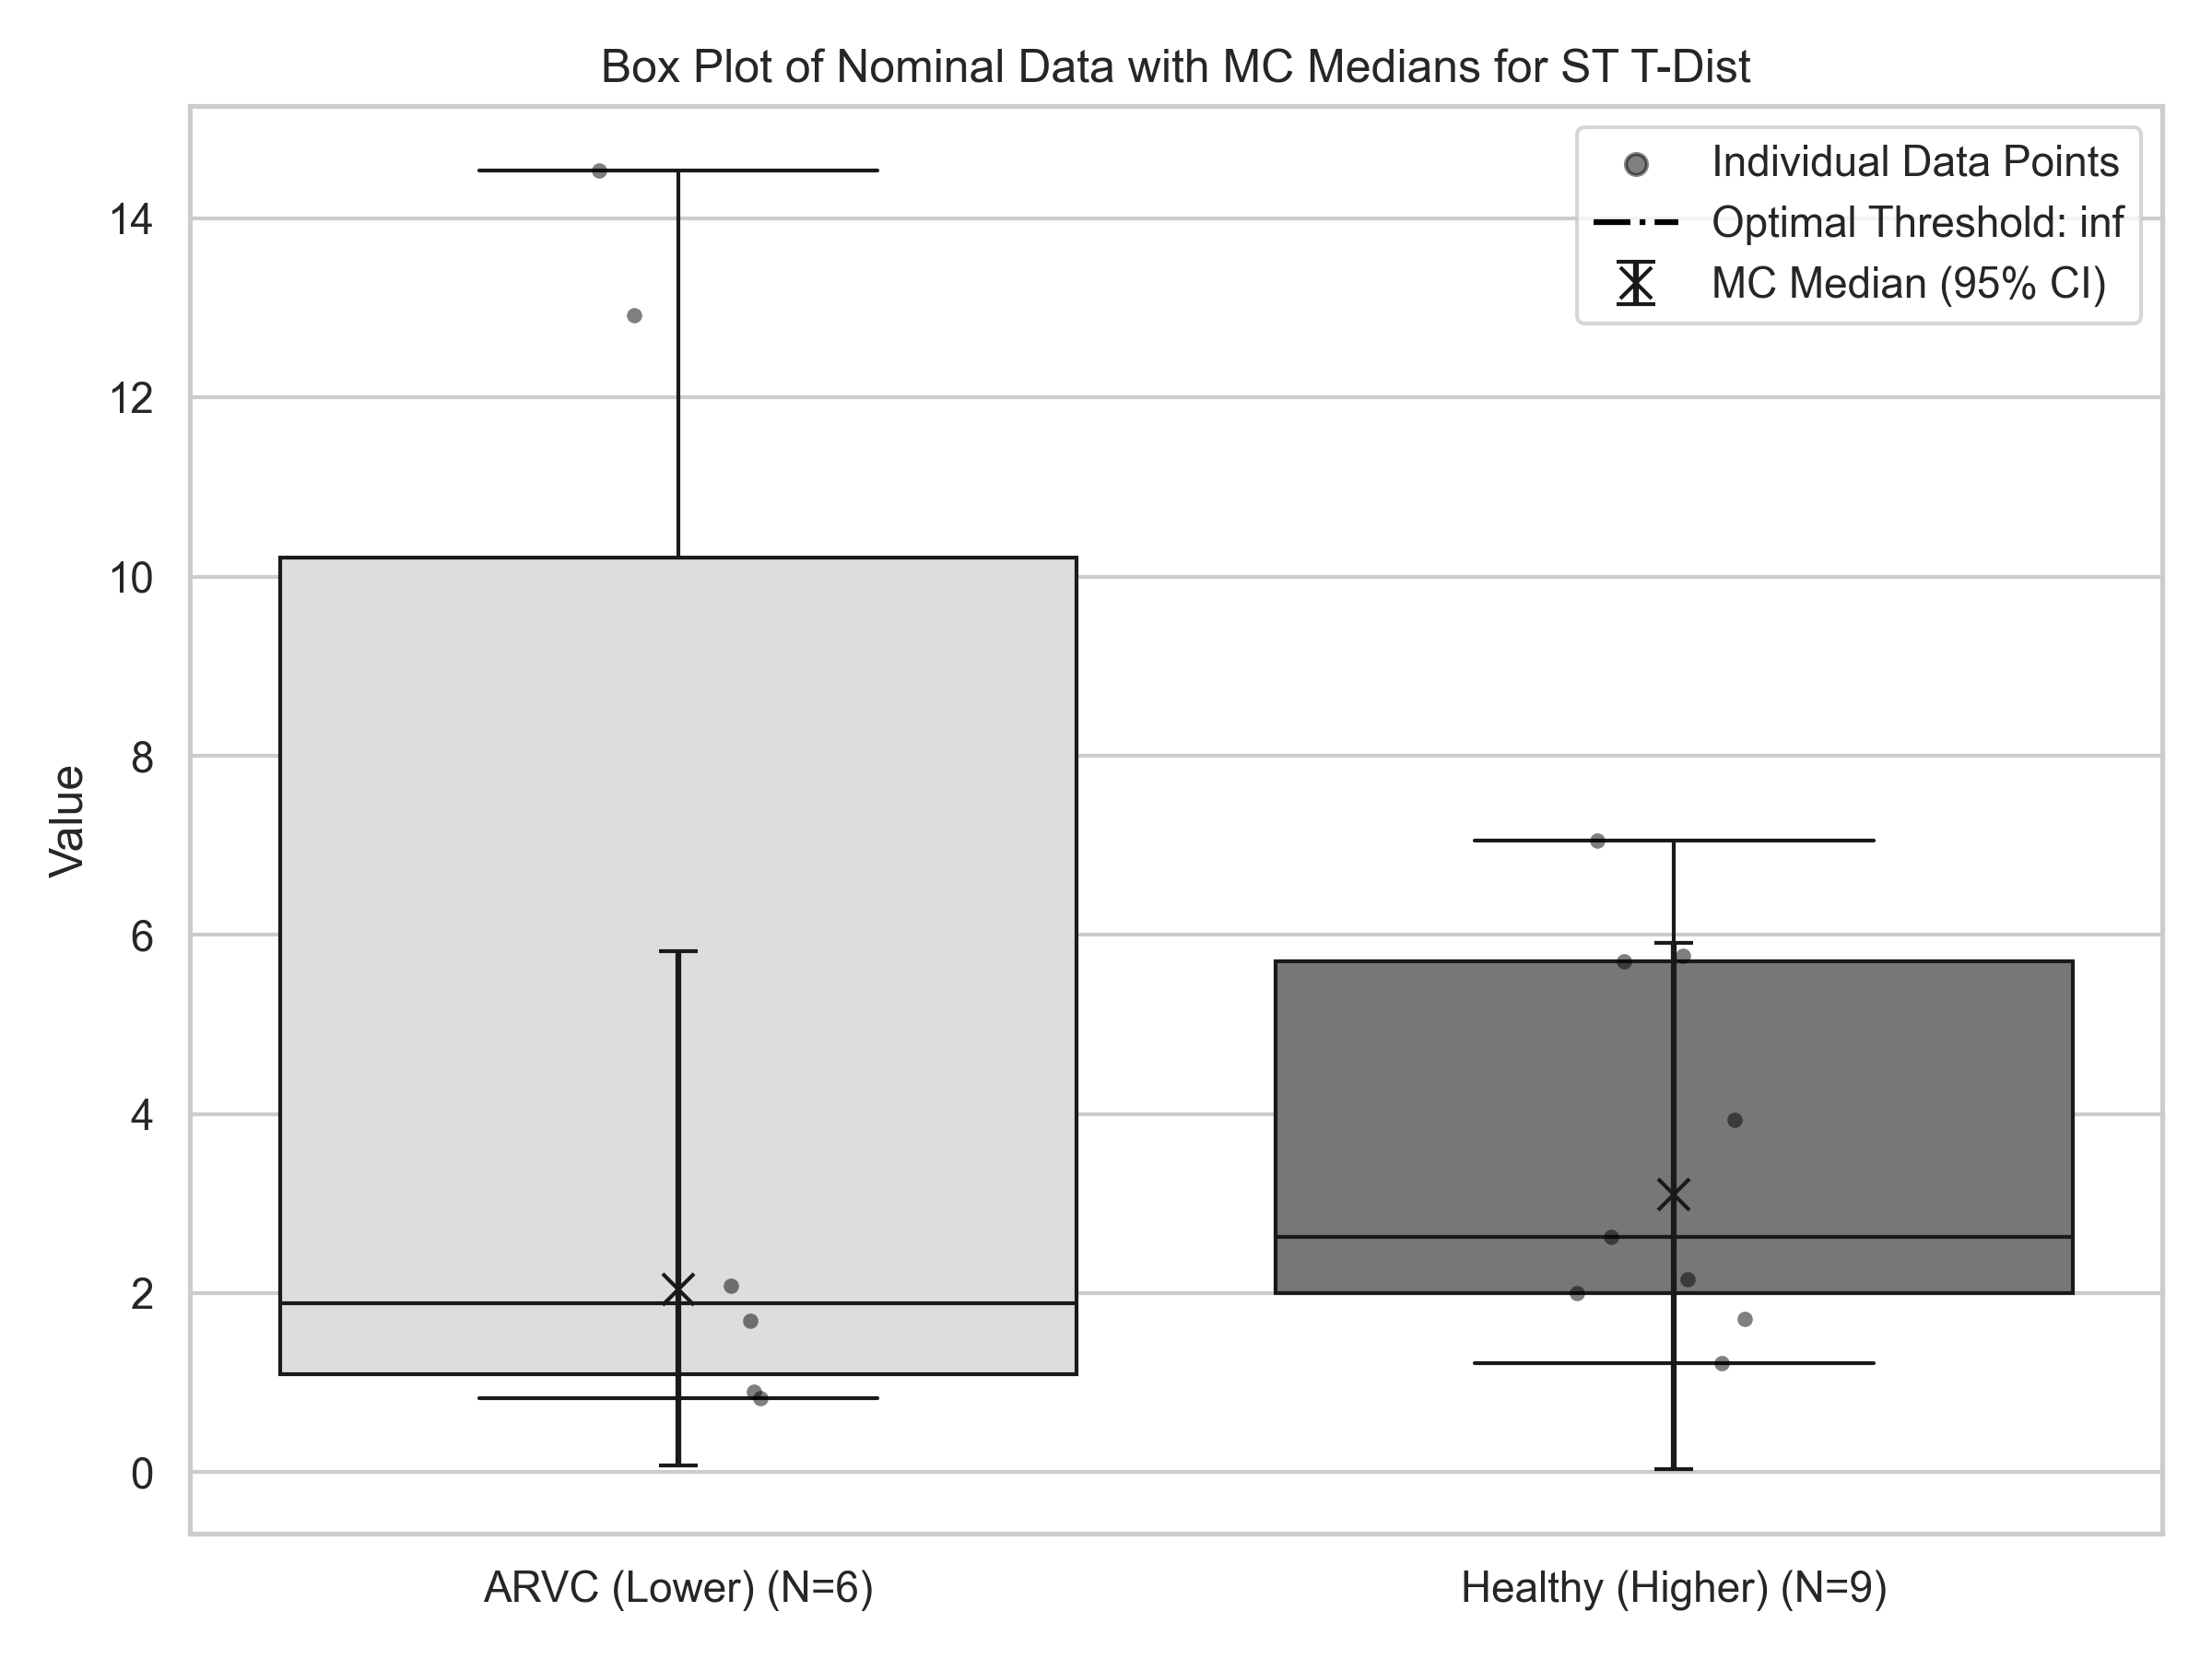 Box Plot of Nominal Data with MC Medians for ST T-Dist
Individual Data Points
Optimal Threshold: inf
MC Median (95% CI)
Value
14
12
10
8
6
4
2
0
ARVC (Lower) (N=6)
Healthy (Higher) (N=9)